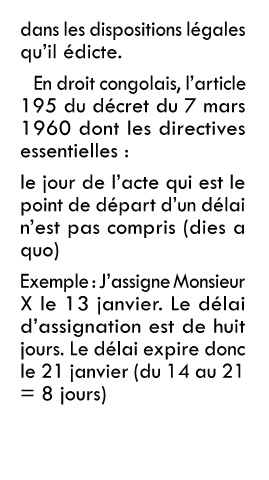 dans les dispositions légales
qu'il édicte.
En droit congolais, l'article
195 du décret du 7 mars
1960 dont les directives
essentielles :
le jour de l'acte qui est le
point de départ d'un délai
n'est pas compris (dies a
quo)
Exemple : J'assigne Monsieur
X le 13 janvier. Le délai
d'assignation est de huit
jours. Le délai expire donc
le 21 janvier (du 14 au 21
= 8 jours)